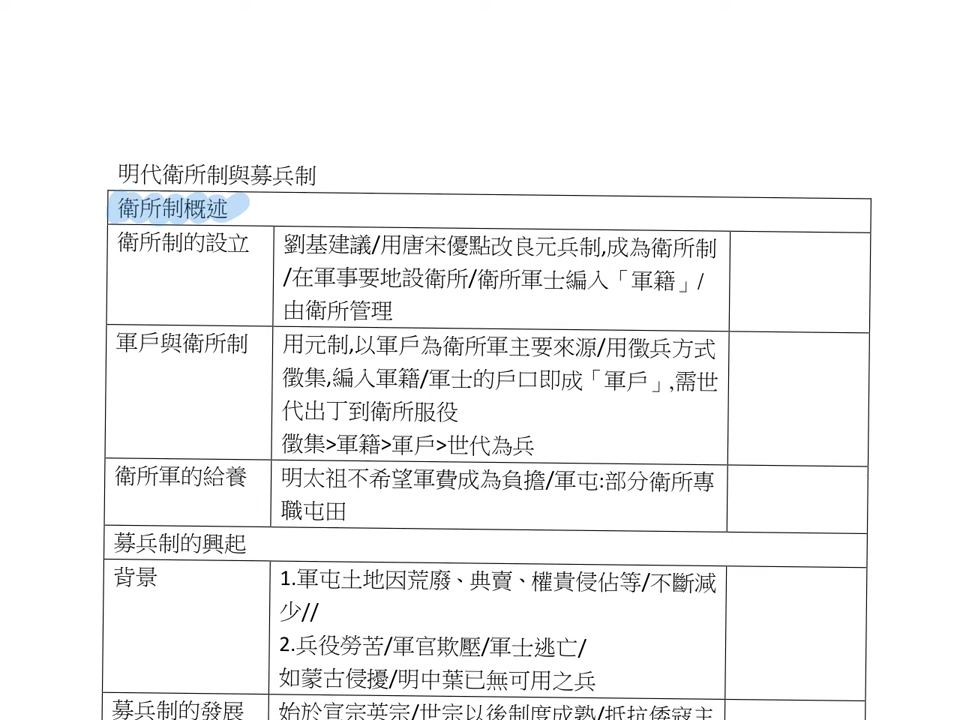 明代衛所制與募兵制
衛所制概述
衛所制的設立
劉基建議/用唐宋優點改良元兵制,成為衛所制
/在軍事要地設衛所/衛所軍士編入「軍籍」/
由衛所管理
軍戶與衛所制
用元制,以軍戶為衛所軍主要來源/用徵兵方式
徵集,編入軍籍/軍士的戶口即成「軍戶」,需世
代出丁到衛所服役
徵集>軍籍>軍戶>世代為兵
衛所軍的給養
明太祖不希望軍費成為負擔/軍屯:部分衛所專
職屯田
募兵制的興起
背景
1.軍屯土地因荒廢、典賣、權貴侵佔等/不斷減
少//
2.兵役勞苦/軍官欺壓/軍士逃亡/
如蒙古侵擾/明中葉已無可用之兵
募兵制的發展
始於宣宗英宗/世宗以後制度成熟/抵抗倭寇主